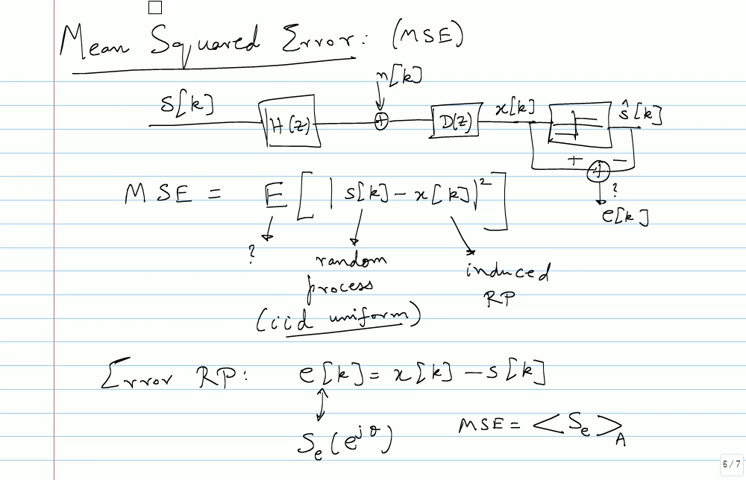 Mean Squared Error: (MSE)
n[k]
S[k] H(z) + D(z) x[k] ŝ[k]
+ + −
?
e[k]
MSE = E[|s[k] − x[k]|²]
?
random process
(iid uniform)
induced RP
Error RP: e[k] = x[k] − s[k]
S_e(e^{jθ})
MSE = <S_e>_A
6 / 7